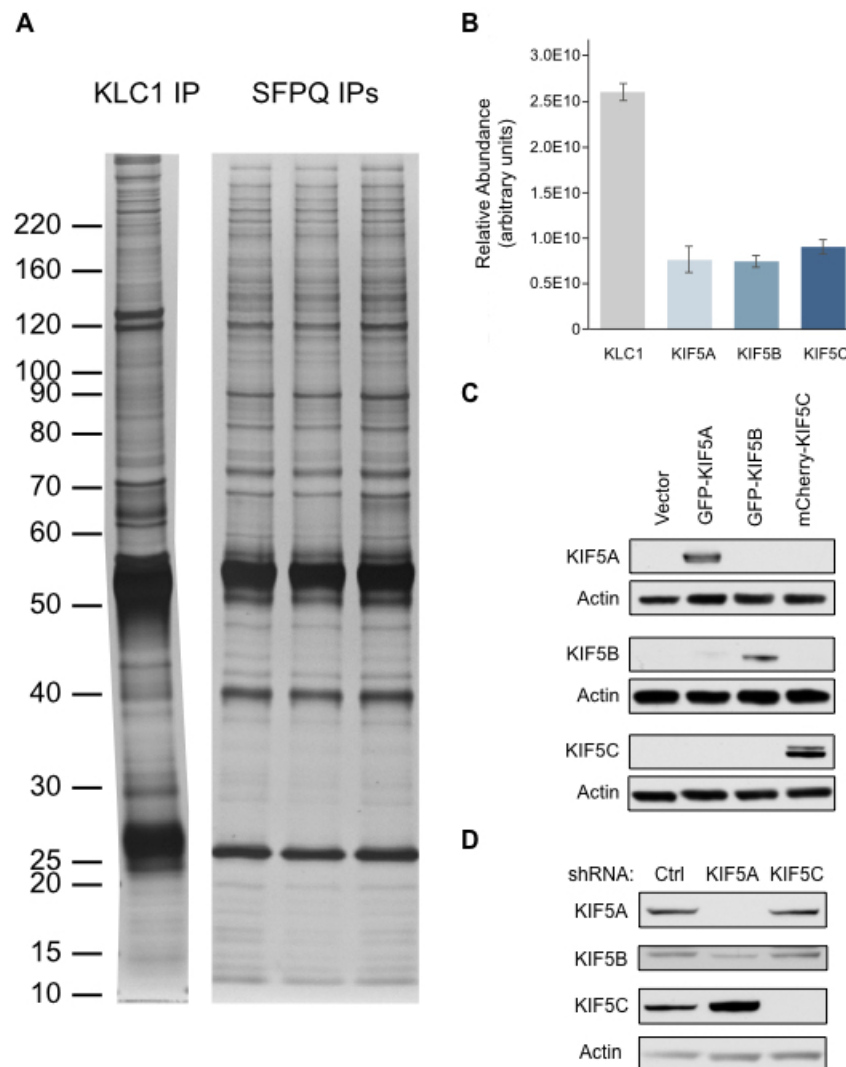 A
KLC1 IP SFPQ IPs
220
160
120
100
90
80
70
60
50
40
30
25
20
15
10
B
Relative Abundance
(arbitrary units)
3.0E10
2.5E10
2.0E10
1.5E10
1.0E10
0.5E10
0
KLC1 KIF5A KIF5B KIF5C
C
Vector GFP-KIF5A GFP-KIF5B mCherry-KIF5C
KIF5A
Actin
KIF5B
Actin
KIF5C
Actin
D
shRNA: Ctrl KIF5A KIF5C
KIF5A
KIF5B
KIF5C
Actin